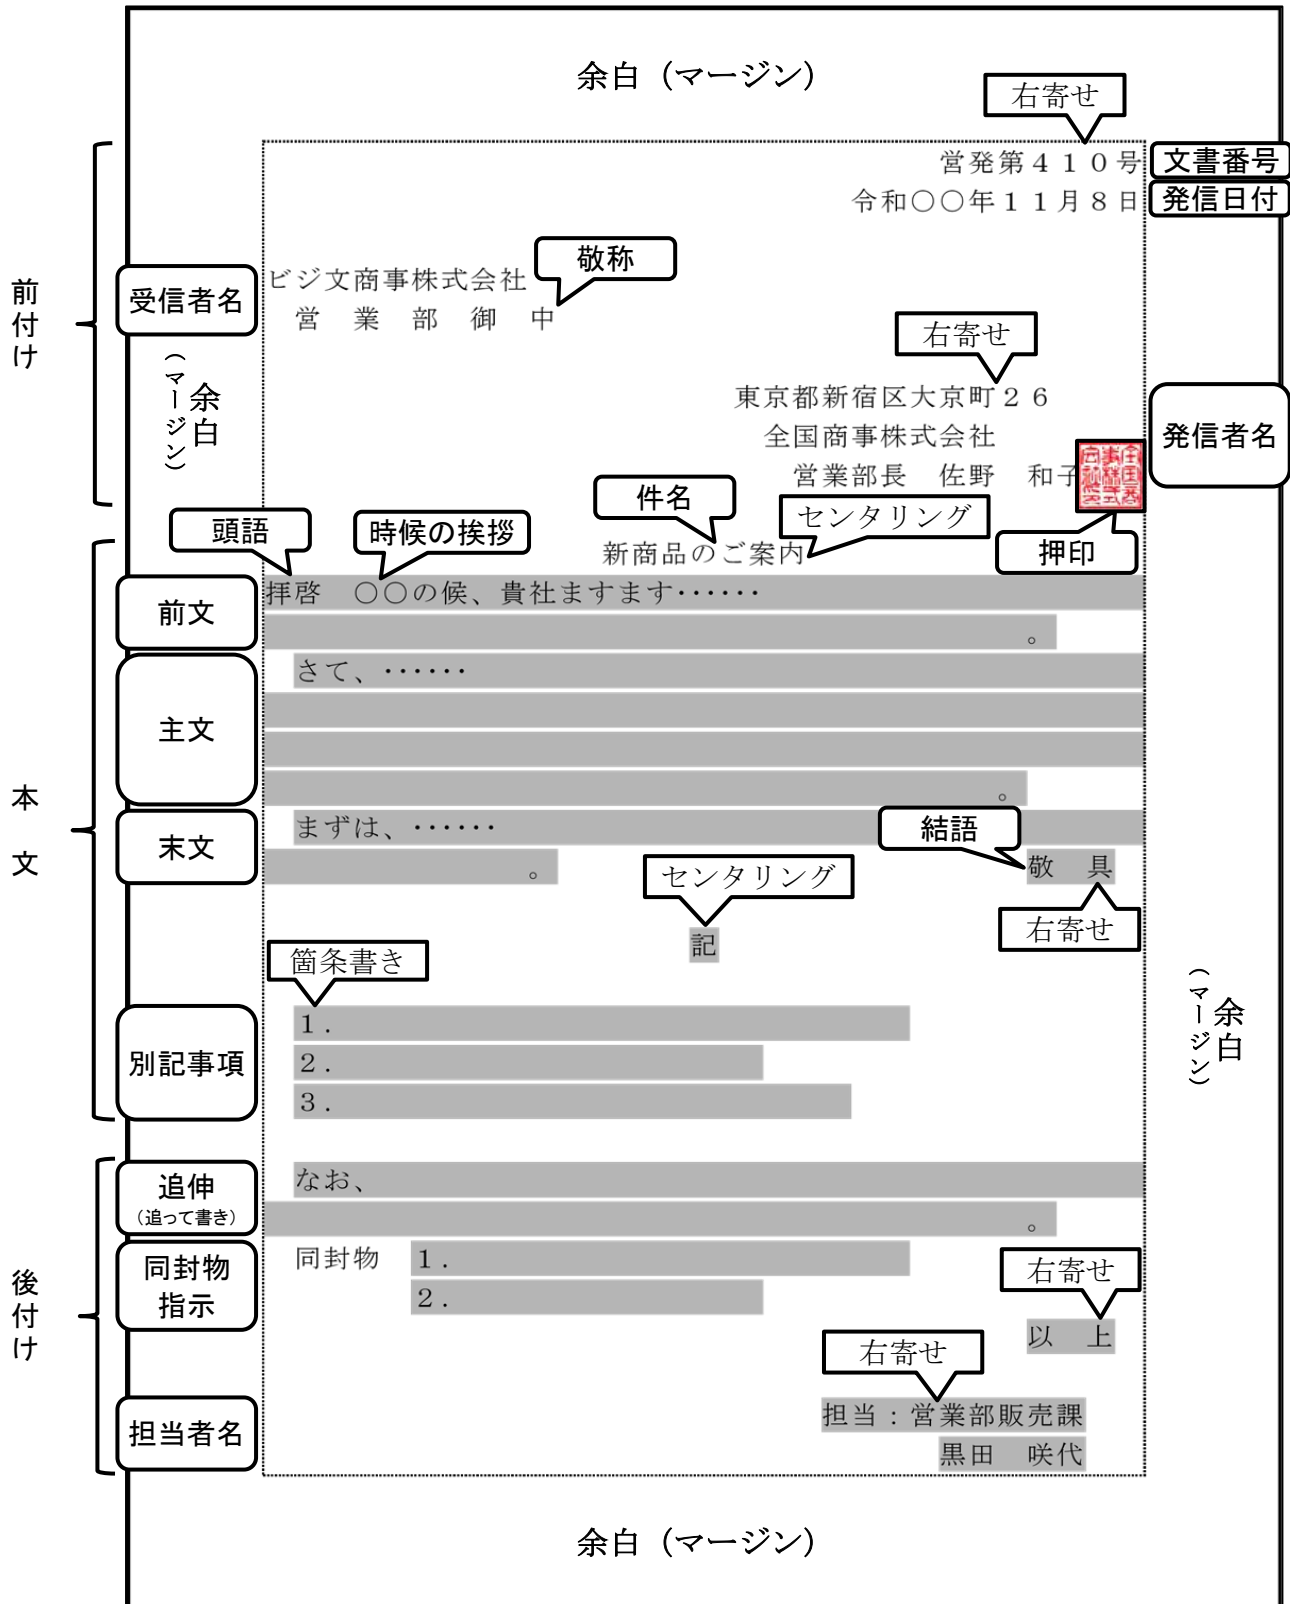 余白（マージン）
右寄せ
営発第４１０号
文書番号
令和〇〇年１１月８日
発信日付
前付け
受信者名
ビジ文商事株式会社
敬称
営業部御中
右寄せ
余白
（マージン）
東京都新宿区大京町２６
全国商事株式会社
営業部長　佐野　和子
発信者名
件名
センタリング
押印
新商品のご案内
頭語
時候の挨拶
本文
前文
拝啓　〇〇の候、貴社ますます‥‥‥
。
主文
さて、‥‥‥
。
末文
まずは、‥‥‥
。
結語
敬　具
右寄せ
センタリング
記
箇条書き
別記事項
１．
２．
３．
余白
（マージン）
後付け
追伸
（追って書き）
なお、
。
同封物
指示
同封物　１．
２．
右寄せ
以　上
右寄せ
担当者名
担当：営業部販売課
黒田　咲代
余白（マージン）